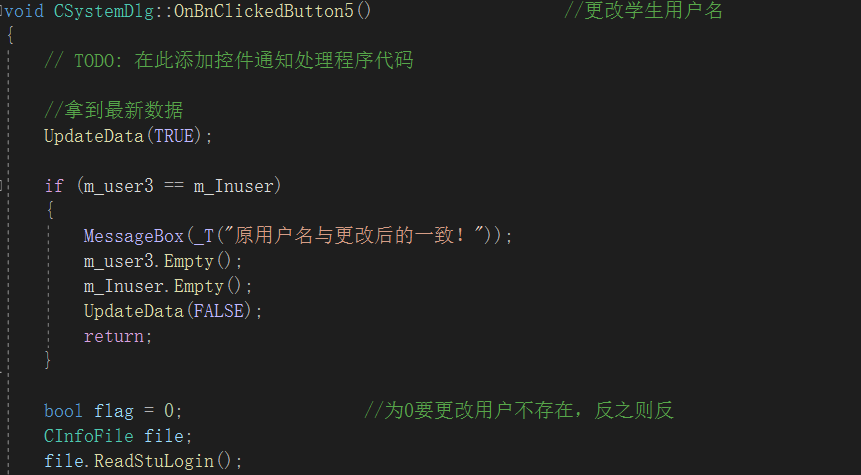 void CSystemDlg::OnBnClickedButton5() //更改学生用户名
{
// TODO: 在此添加控件通知处理程序代码
//拿到最新数据
UpdateData(TRUE);
if (m_user3 == m_Inuser)
{
MessageBox(_T("原用户名与更改后的一致！"));
m_user3.Empty();
m_Inuser.Empty();
UpdateData(FALSE);
return;
}
bool flag = 0; //为0要更改用户不存在，反之则反
CInfoFile file;
file.ReadStuLogin();